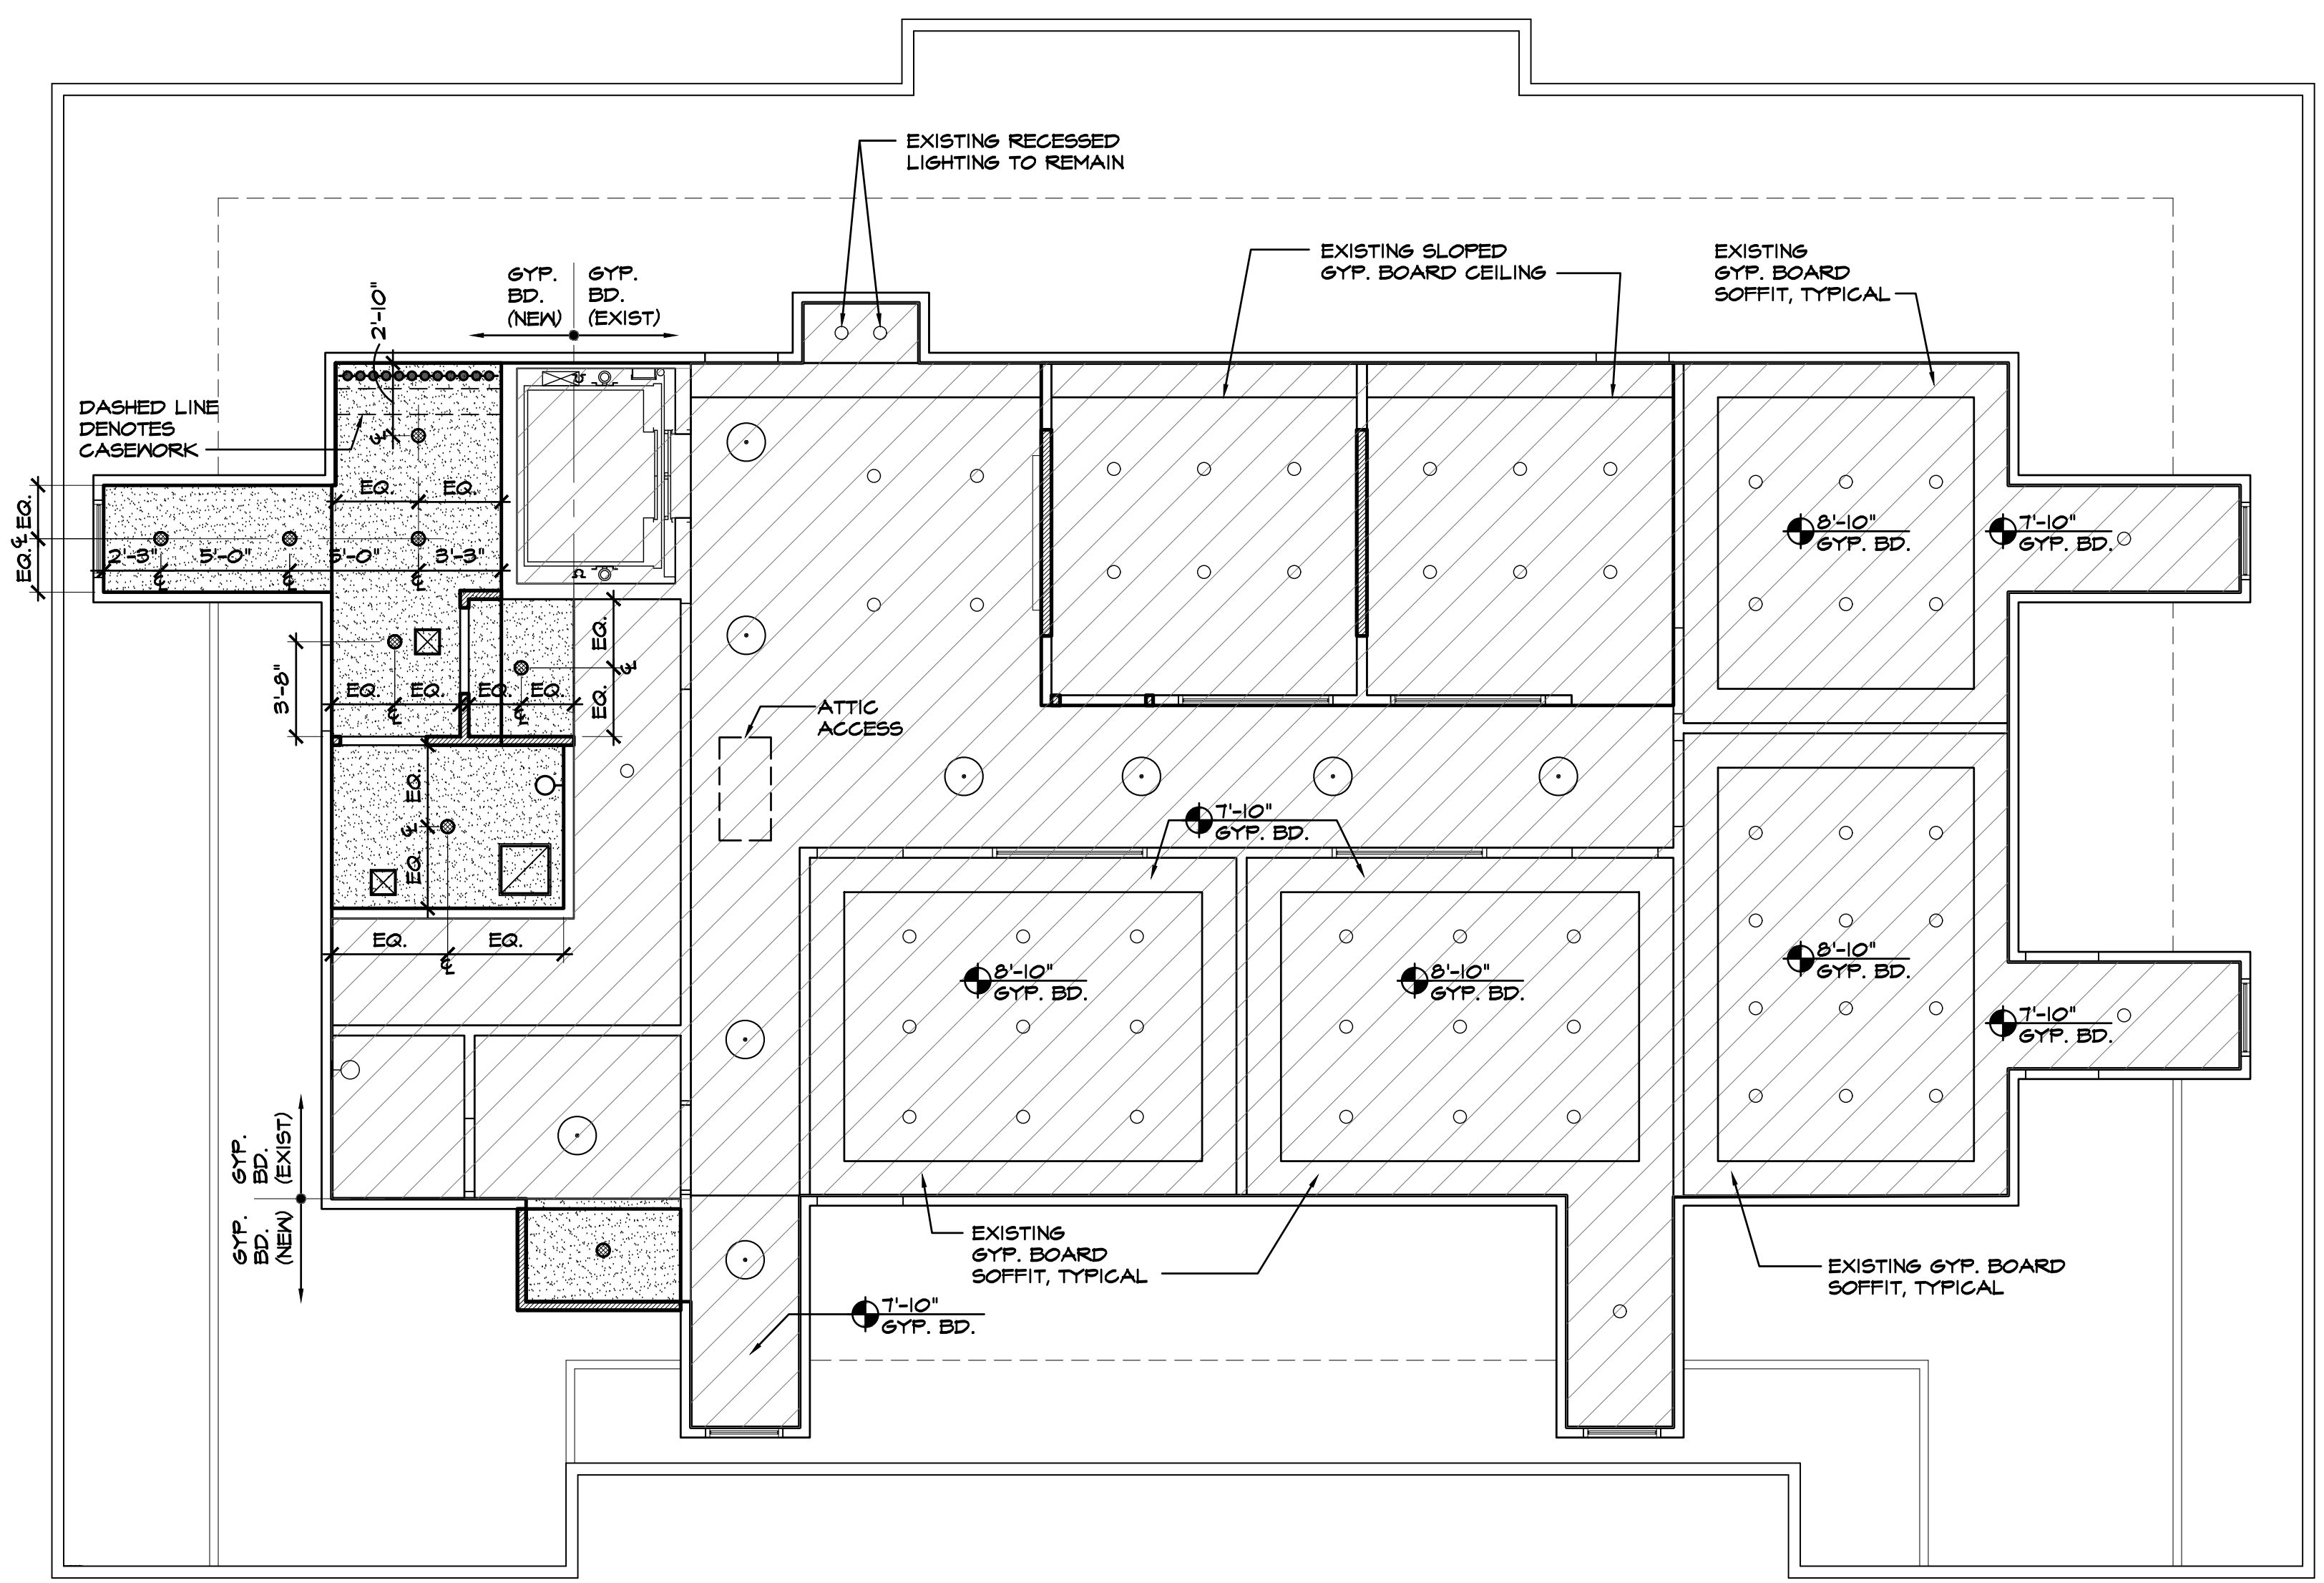 EXISTING RECESSED
LIGHTING TO REMAIN
EXISTING SLOPED
GYP. BOARD CEILING
EXISTING
GYP. BOARD
SOFFIT, TYPICAL
GYP.
BD.
(NEW)
GYP.
BD.
(EXIST)
2'-10"
DASHED LINE
DENOTES
CASEWORK
℄
EQ.
EQ.
EQ.
℄
EQ.
2'-3"
5'-0"
5'-0"
3'-3"
℄
℄
℄
8'-10"
GYP. BD.
7'-10"
GYP. BD.
3'-8"
EQ.
EQ.
EQ.
EQ.
℄
℄
EQ.
℄
EQ.
ATTIC
ACCESS
EQ.
℄
EQ.
EQ.
EQ.
℄
7'-10"
GYP. BD.
8'-10"
GYP. BD.
8'-10"
GYP. BD.
8'-10"
GYP. BD.
7'-10"
GYP. BD.
GYP.
BD.
(EXIST)
GYP.
BD.
(NEW)
EXISTING
GYP. BOARD
SOFFIT, TYPICAL
7'-10"
GYP. BD.
EXISTING GYP. BOARD
SOFFIT, TYPICAL